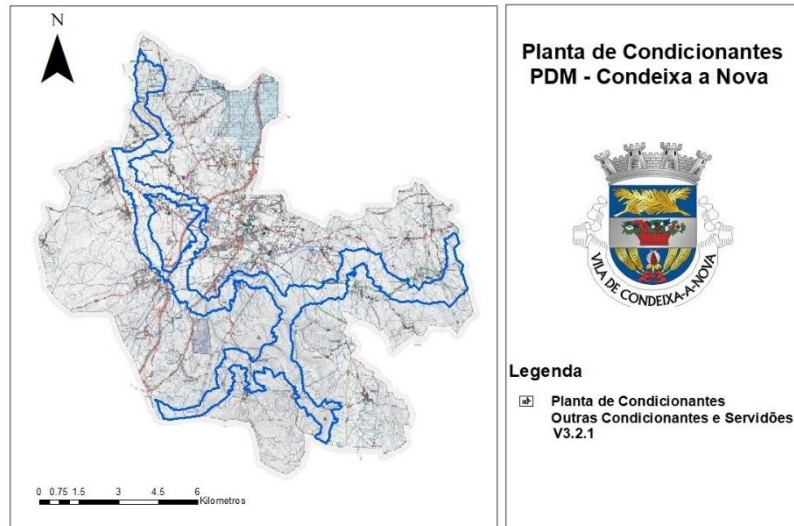 N
0 0.75 1.5 3 4.5 6
Kilometros
Planta de Condicionantes
PDM - Condeixa a Nova
VILA DE CONDEIXA-A-NOVA
Legenda
Planta de Condicionantes
Outras Condicionantes e Servidões
V3.2.1